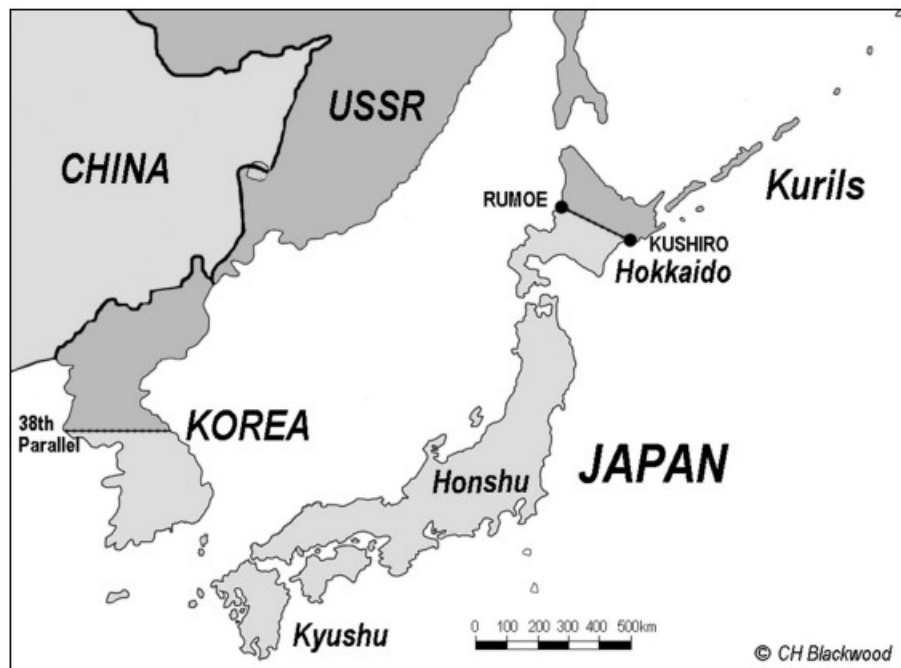 USSR
CHINA
RUMOE
Kurils
KUSHIRO
Hokkaido
38th
Parallel
KOREA
JAPAN
Honshu
Kyushu
0 100 200 300 400 500km
© CH Blackwood